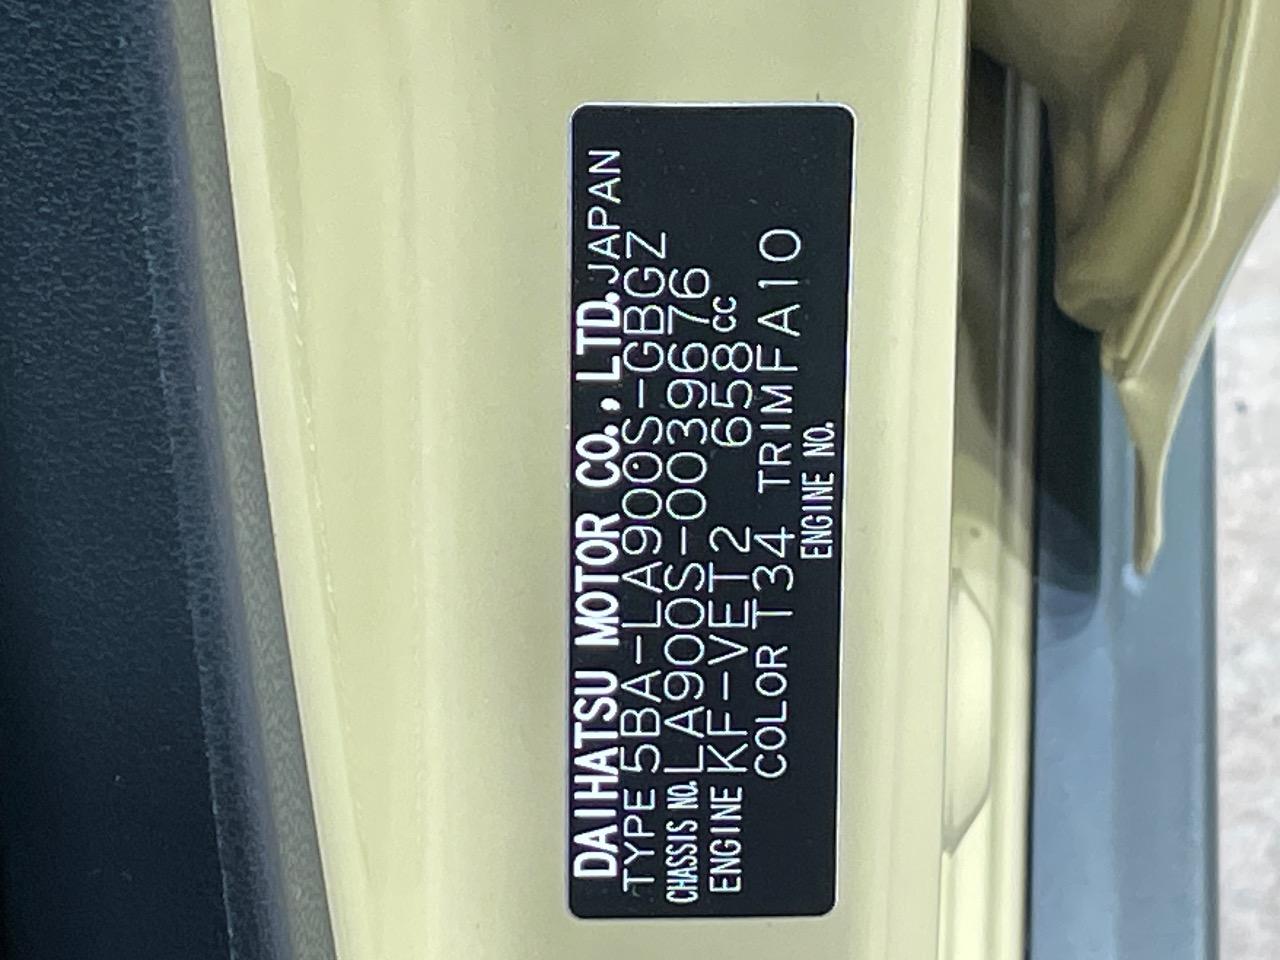 DAIHATSU MOTOR CO., LTD. JAPAN
TYPE 5BA-LA900S-GBGZ
CHASSIS NO. LA900S-0039676
ENGINE KF-VET2 658cc
COLOR T34 TRIM FA10
ENGINE NO.